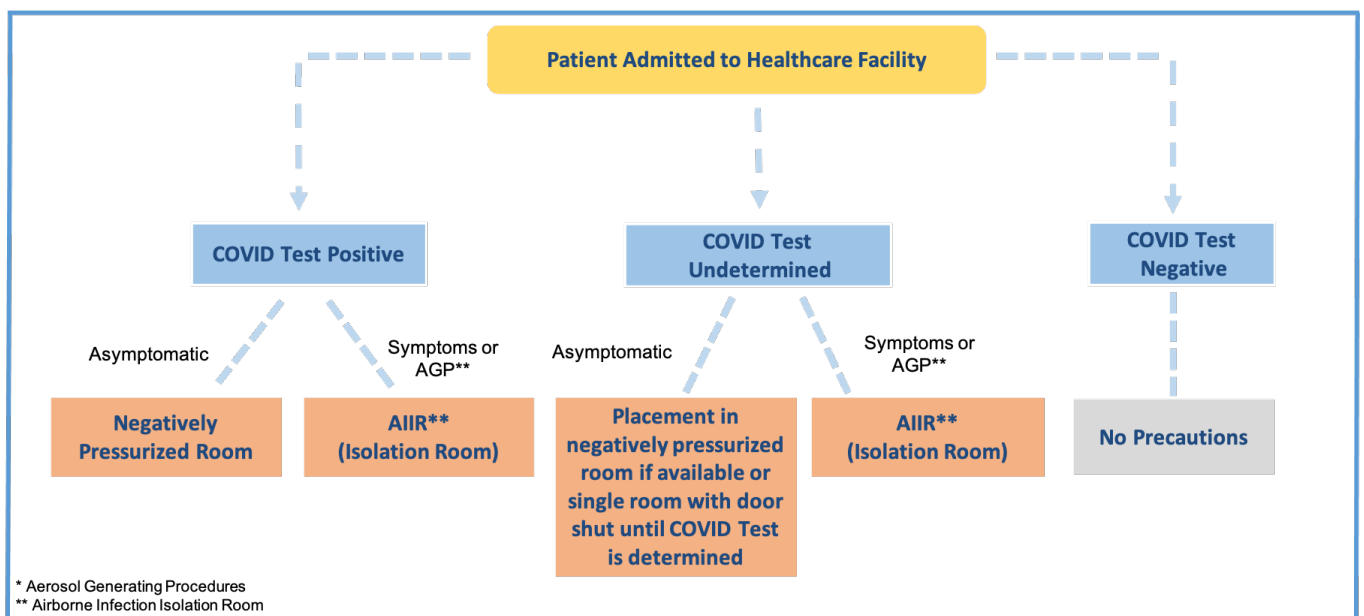 Patient Admitted to Healthcare Facility
COVID Test Positive
COVID Test
Undetermined
COVID Test
Negative
Asymptomatic
Symptoms or
AGP**
Asymptomatic
Symptoms or
AGP**
Negatively
Pressurized Room
AIIR**
(Isolation Room)
Placement in
negatively pressurized
room if available or
single room with door
shut until COVID Test
is determined
AIIR**
(Isolation Room)
No Precautions
* Aerosol Generating Procedures
** Airborne Infection Isolation Room